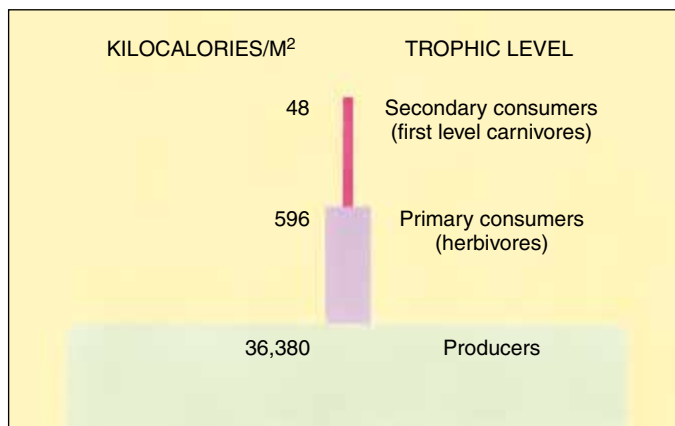 KILOCALORIES/M² TROPHIC LEVEL
48 Secondary consumers
(first level carnivores)
596 Primary consumers
(herbivores)
36,380 Producers